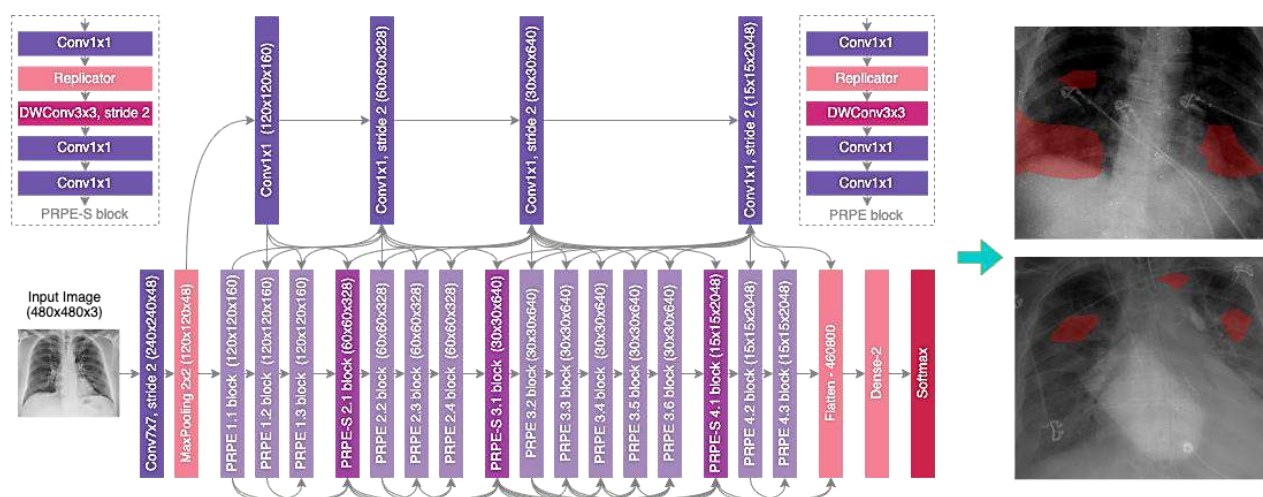 Conv1x1
Replicator
DWConv3x3, stride 2
Conv1x1
Conv1x1
PRPE-S block
Conv1x1 (120x120x160)
Conv1x1, stride 2 (60x60x328)
Conv1x1, stride 2 (30x30x640)
Conv1x1, stride 2 (15x15x2048)
Conv1x1
Replicator
DWConv3x3
Conv1x1
Conv1x1
PRPE block
Input Image
(480x480x3)
Conv7x7, stride 2 (240x240x48)
MaxPooling 2x2 (120x120x48)
PRPE 1.1 block (120x120x160)
PRPE 1.2 block (120x120x160)
PRPE 1.3 block (120x120x160)
PRPE-S 2.1 block (60x60x328)
PRPE 2.2 block (60x60x328)
PRPE 2.3 block (60x60x328)
PRPE 2.4 block (60x60x328)
PRPE-S 3.1 block (30x30x640)
PRPE 3.2 block (30x30x640)
PRPE 3.3 block (30x30x640)
PRPE 3.4 block (30x30x640)
PRPE 3.5 block (30x30x640)
PRPE 3.6 block (30x30x640)
PRPE-S 4.1 block (15x15x2048)
PRPE 4.2 block (15x15x2048)
PRPE 4.3 block (15x15x2048)
Flatten - 460800
Dense-2
Softmax